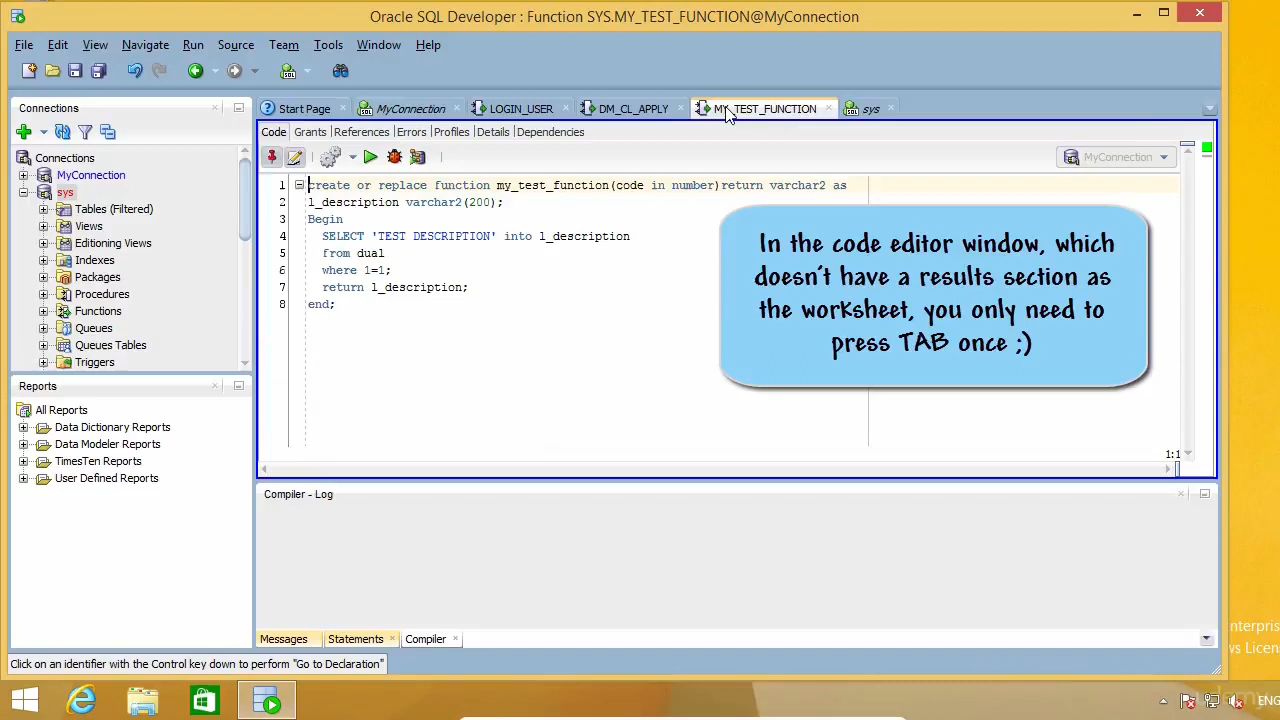 Oracle SQL Developer : Function SYS.MY_TEST_FUNCTION@MyConnection
File Edit View Navigate Run Source Team Tools Window Help
Connections
Start Page MyConnection LOGIN_USER DM_CL_APPLY MY_TEST_FUNCTION sys
Code Grants References Errors Profiles Details Dependencies
MyConnection
Connections
MyConnection
sys
Tables (Filtered)
Views
Editioning Views
Indexes
Packages
Procedures
Functions
Queues
Queues Tables
Triggers
1 create or replace function my_test_function(code in number)return varchar2 as
2 l_description varchar2(200);
3 Begin
4 SELECT 'TEST DESCRIPTION' into l_description
5 from dual
6 where 1=1;
7 return l_description;
8 end;
In the code editor window, which
doesn't have a results section as
the worksheet, you only need to
press TAB once ;)
1:1
Reports
All Reports
Data Dictionary Reports
Data Modeler Reports
TimesTen Reports
User Defined Reports
Compiler - Log
Messages Statements Compiler
Click on an identifier with the Control key down to perform "Go to Declaration"
ENG